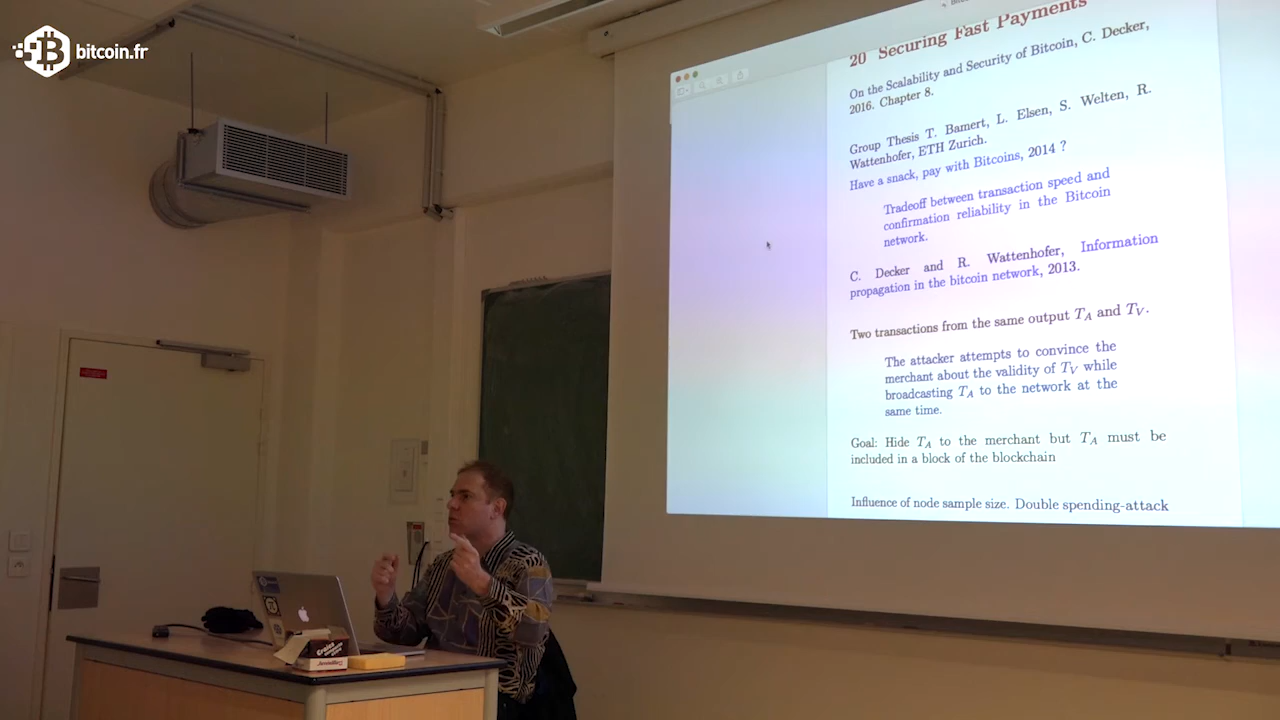 bitcoin.fr
20 Securing Fast Payments
On the Scalability and Security of Bitcoin, C. Decker,
2016. Chapter 8.
Group Thesis T. Bamert, L. Elsen, S. Welten, R.
Wattenhofer, ETH Zurich.
Have a snack, pay with Bitcoins, 2014 ?
Tradeoff between transaction speed and
confirmation reliability in the Bitcoin
network.
C. Decker and R. Wattenhofer, Information
propagation in the bitcoin network, 2013.
Two transactions from the same output T_A and T_V.
The attacker attempts to convince the
merchant about the validity of T_V while
broadcasting T_A to the network at the
same time.
Goal: Hide T_A to the merchant but T_A must be
included in a block of the blockchain
Influence of node sample size. Double spending-attack